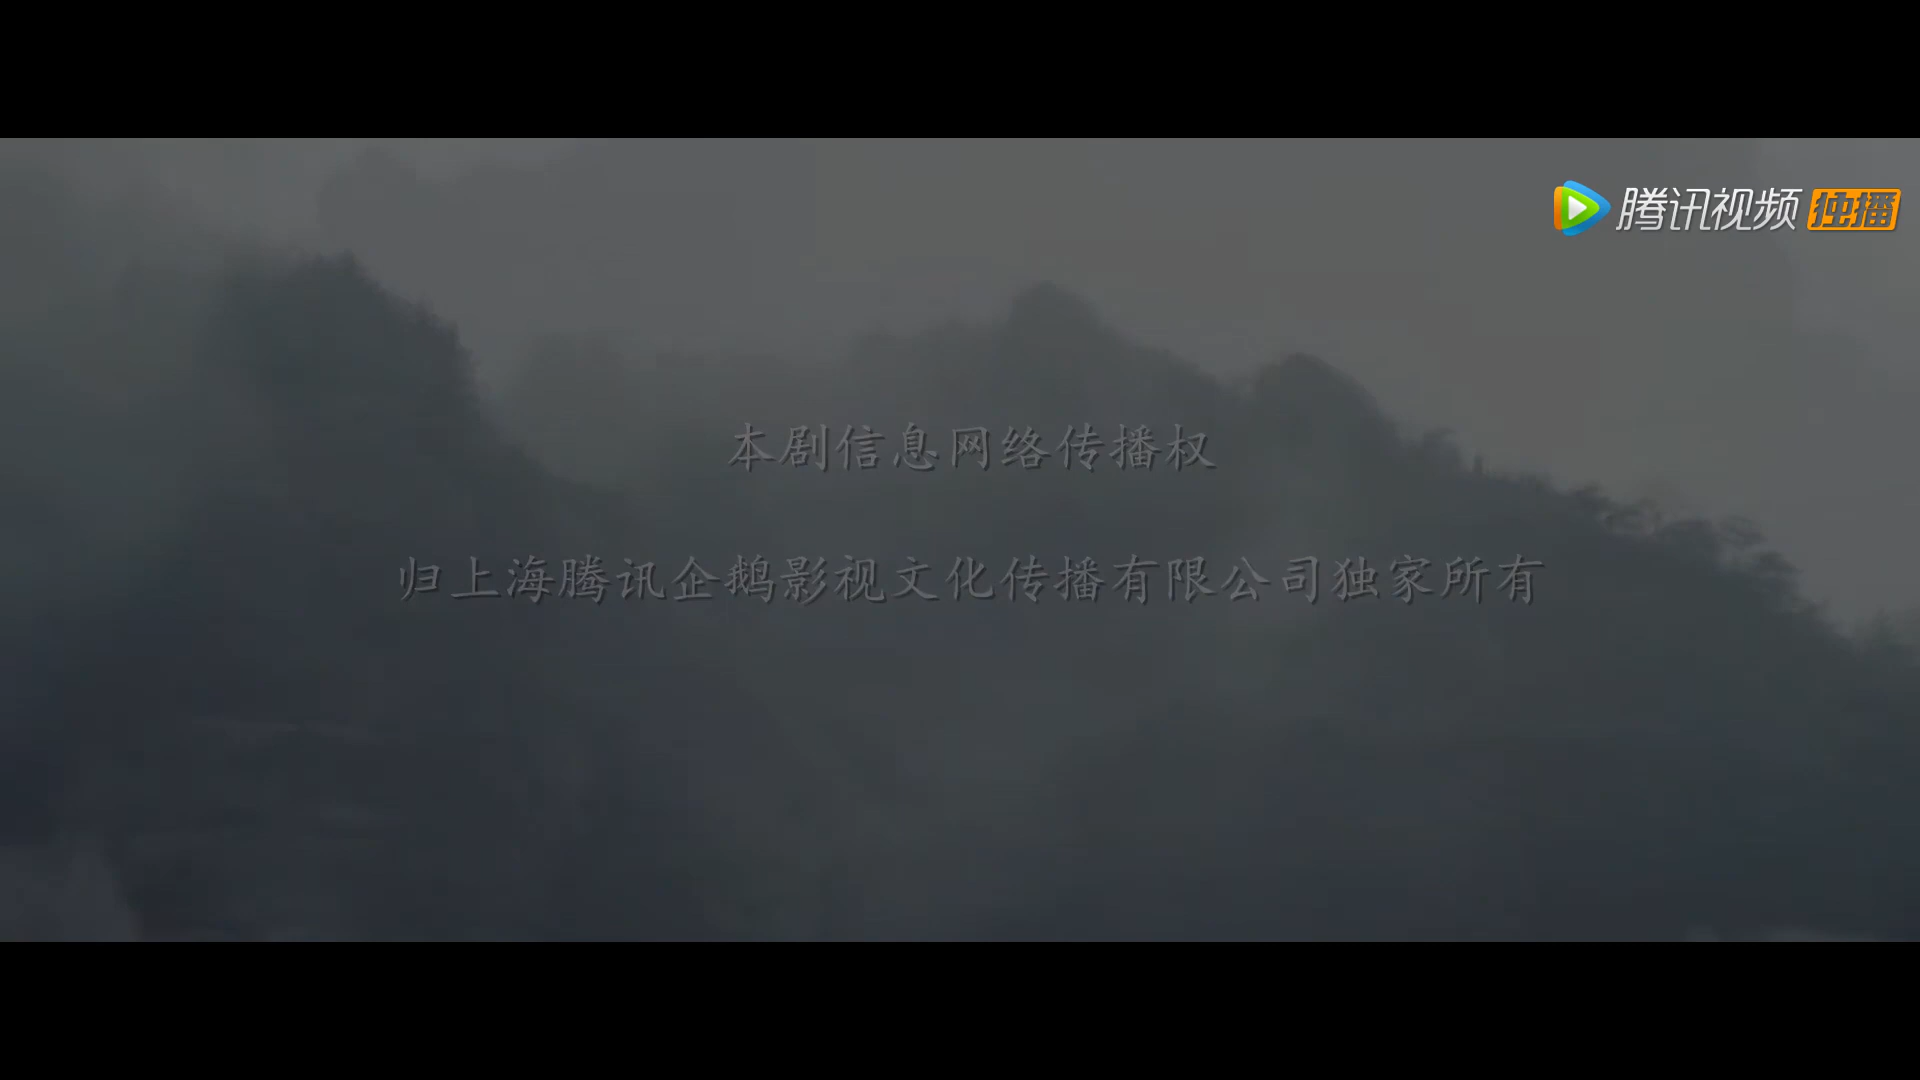 腾讯视频 独播
本剧信息网络传播权
归上海腾讯企鹅影视文化传播有限公司独家所有